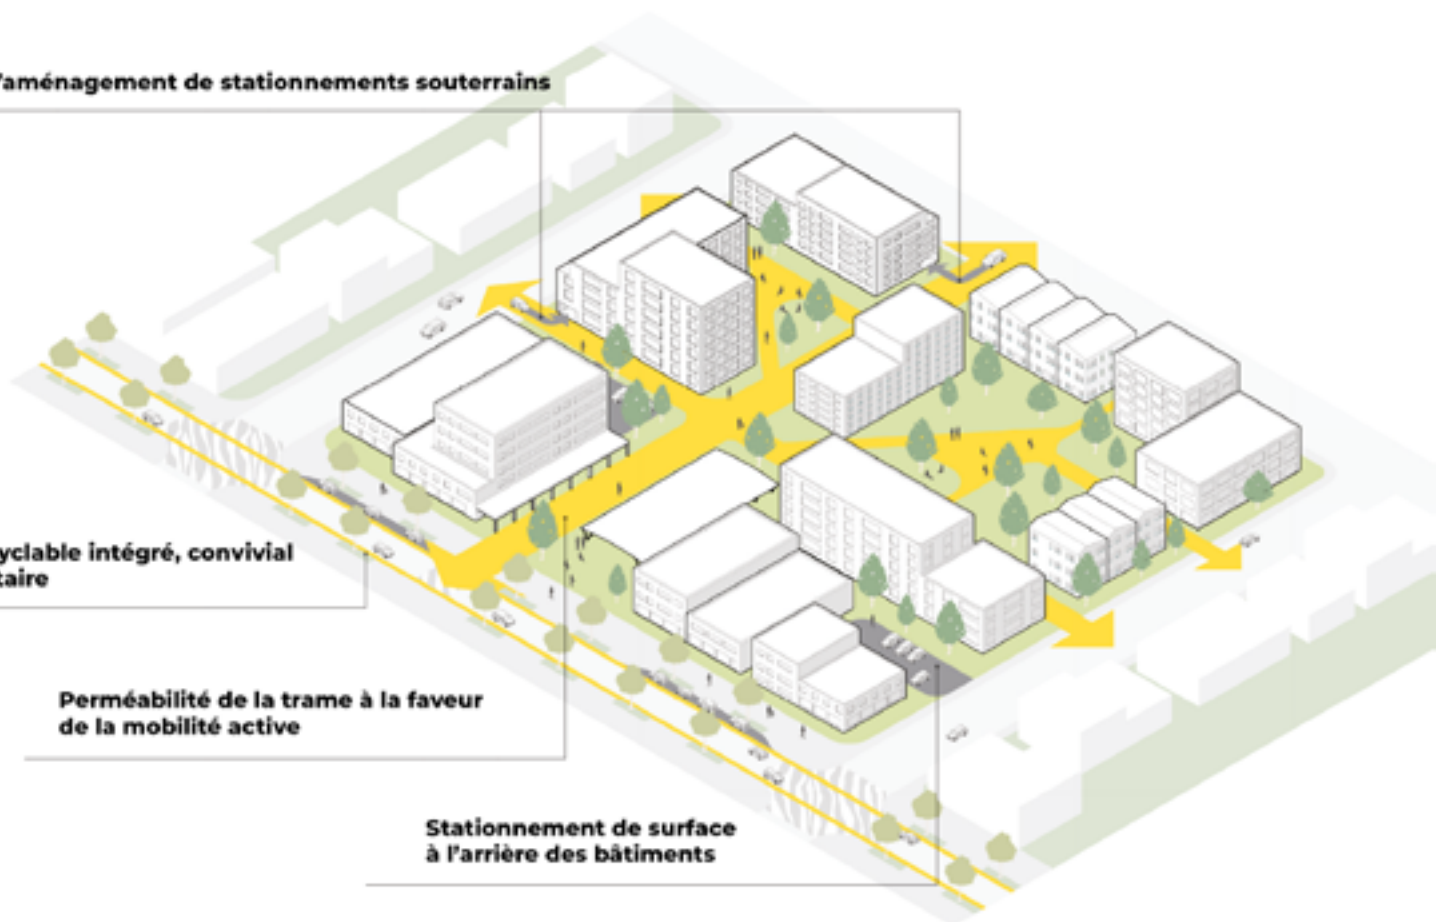 'aménagement de stationnements souterrains
yclable intégré, convivial
taire
Perméabilité de la trame à la faveur
de la mobilité active
Stationnement de surface
à l'arrière des bâtiments